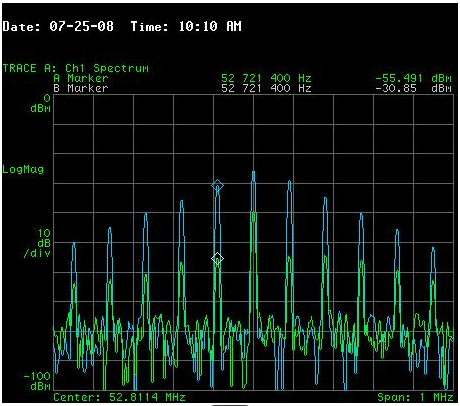 Date: 07-25-08 Time: 10:10 AM
TRACE A: Ch1 Spectrum
A Marker 52 721 400 Hz -55.491 dBm
B Marker 52 721 400 Hz -30.85 dBm
0
dBm
LogMag
10
dB
/div
-100
dBm
Center: 52.8114 MHz Span: 1 MHz